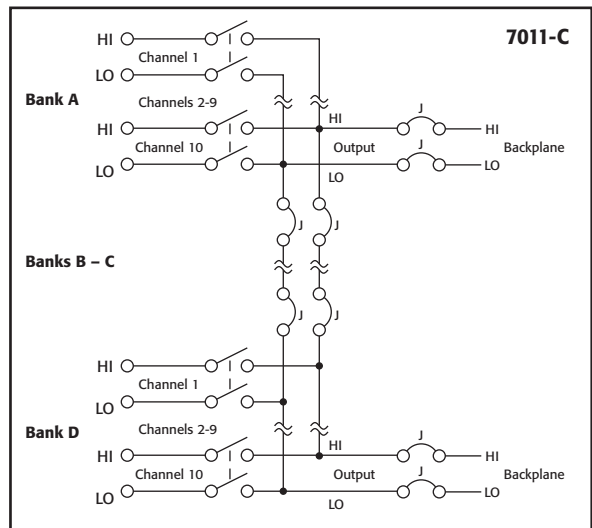 7011-C
HI
Channel 1
LO
Bank A
Channels 2-9
HI
HI
HI
Channel 10
Output
J
J
Backplane
LO
LO
LO
J
J
Banks B – C
J
J
HI
Channel 1
LO
Bank D
Channels 2-9
HI
HI
HI
Channel 10
Output
J
J
Backplane
LO
LO
LO